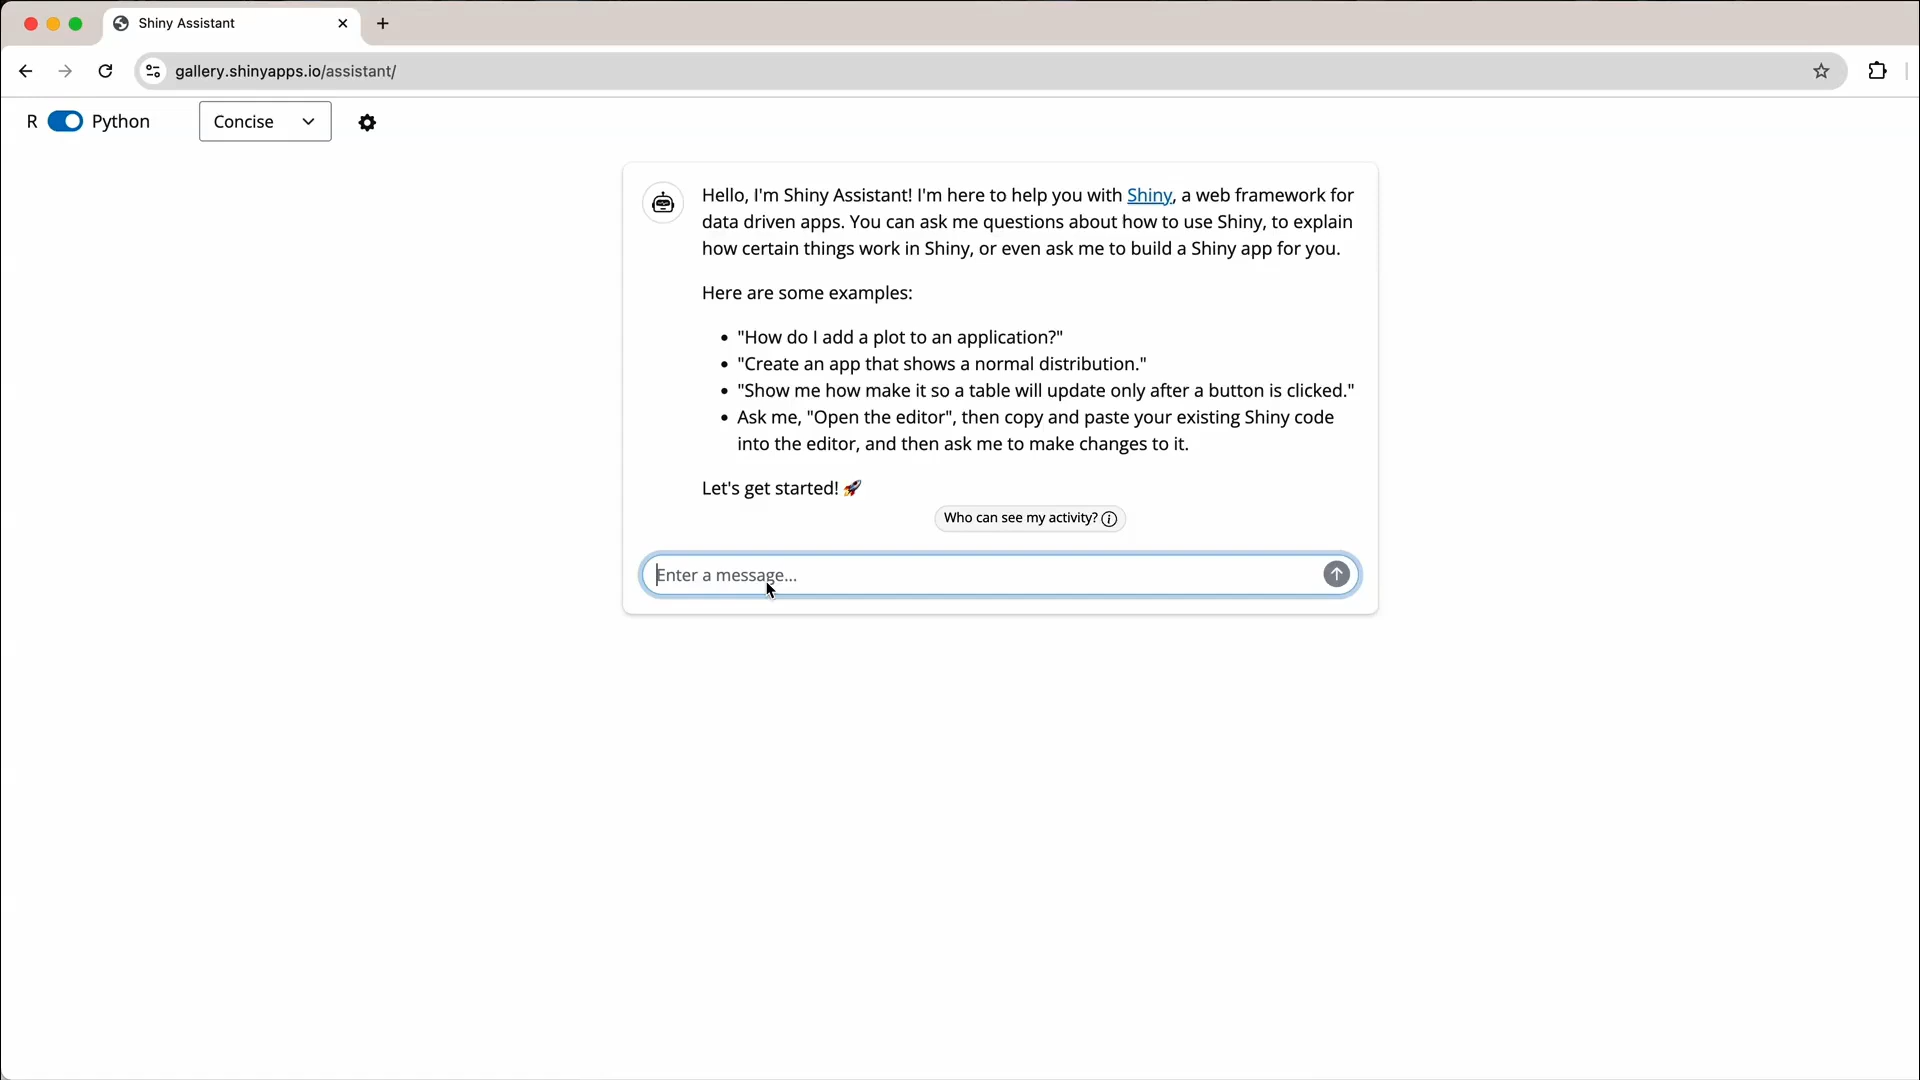 Shiny Assistant
gallery.shinyapps.io/assistant/
R Python Concise
Hello, I'm Shiny Assistant! I'm here to help you with Shiny, a web framework for
data driven apps. You can ask me questions about how to use Shiny, to explain
how certain things work in Shiny, or even ask me to build a Shiny app for you.
Here are some examples:
• "How do I add a plot to an application?"
• "Create an app that shows a normal distribution."
• "Show me how make it so a table will update only after a button is clicked."
• Ask me, "Open the editor", then copy and paste your existing Shiny code
into the editor, and then ask me to make changes to it.
Let's get started! 🚀
Who can see my activity?
Enter a message...